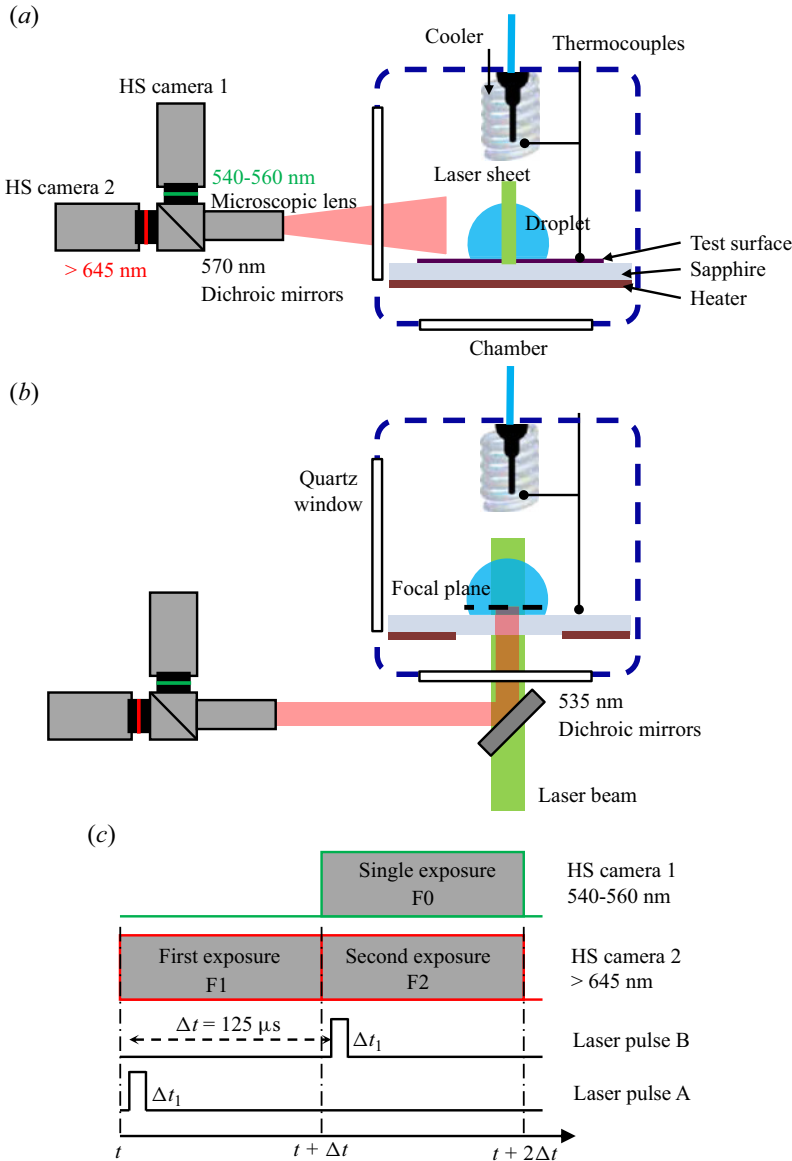 (a)
Cooler
Thermocouples
HS camera 1
540-560 nm
HS camera 2
Microscopic lens
Laser sheet
Droplet
> 645 nm
570 nm
Dichroic mirrors
Test surface
Sapphire
Heater
Chamber
(b)
Quartz
window
Focal plane
535 nm
Dichroic mirrors
Laser beam
(c)
Single exposure
F0
HS camera 1
540-560 nm
First exposure
F1
Second exposure
F2
HS camera 2
> 645 nm
Δt = 125 μs
Δt₁
Laser pulse B
Δt₁
Laser pulse A
t
t + Δt
t + 2Δt